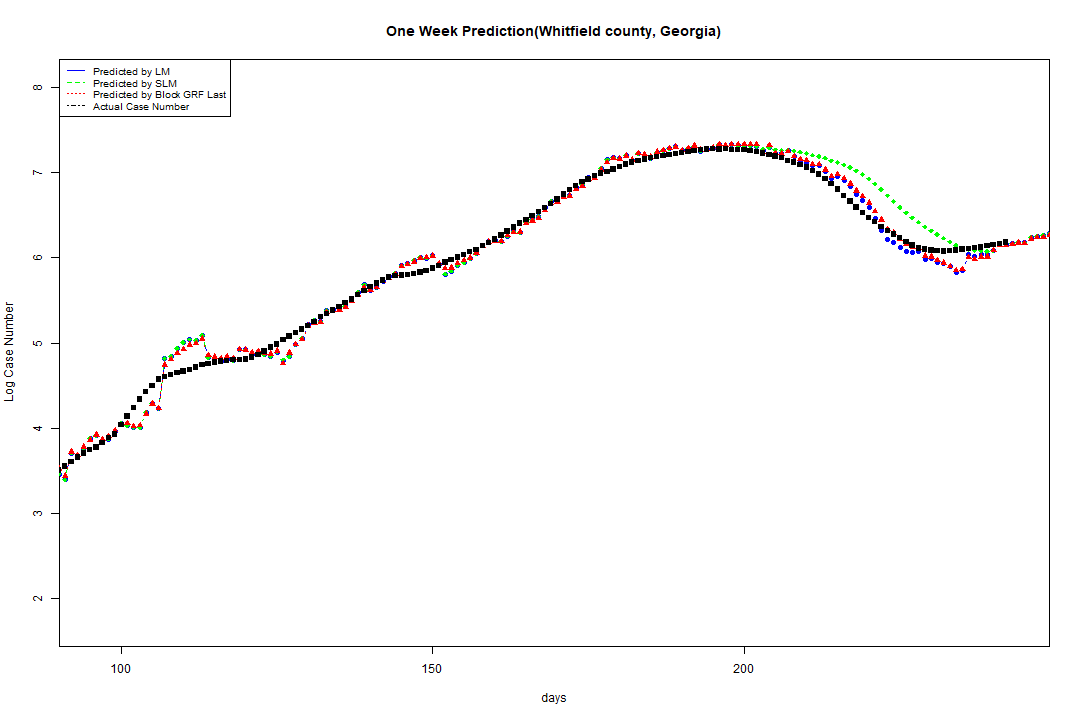 One Week Prediction(Whitfield county, Georgia)
Predicted by LM
Predicted by SLM
Predicted by Block GRF Last
Actual Case Number
8
7
6
5
4
3
2
Log Case Number
100 150 200
days